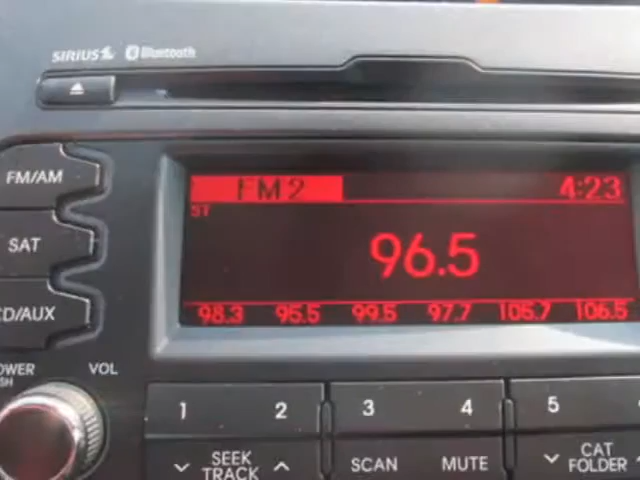 SIRIUS Bluetooth
FM/AM
FM2 4:23
ST
SAT
96.5
CD/AUX
98.3 95.5 99.5 97.7 105.7 106.5
POWER
PUSH
VOL
1 2 3 4 5
SEEK
TRACK
SCAN MUTE
CAT
FOLDER